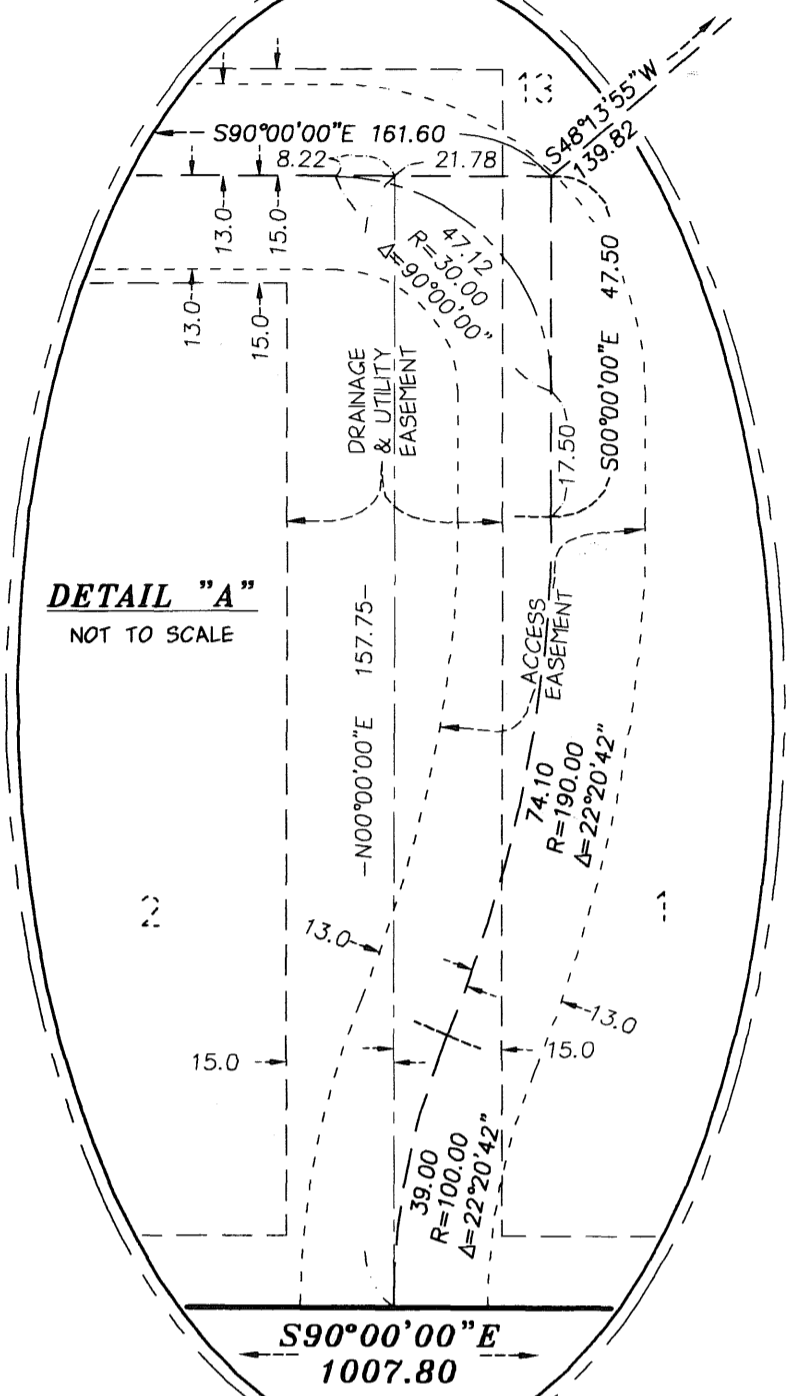 13
S48°13'55"W
139.82
S90°00'00"E 161.60
8.22
21.78
13.0
15.0
47.12
R=30.00
Δ=90°00'00"
S00°00'00"E 47.50
13.0
15.0
DRAINAGE
& UTILITY
EASEMENT
17.50
DETAIL "A"
NOT TO SCALE
N00°00'00"E 157.75
ACCESS
EASEMENT
74.10
R=190.00
Δ=22°20'42"
2
1
13.0
13.0
15.0
15.0
39.00
R=100.00
Δ=22°20'42"
S90°00'00"E
1007.80